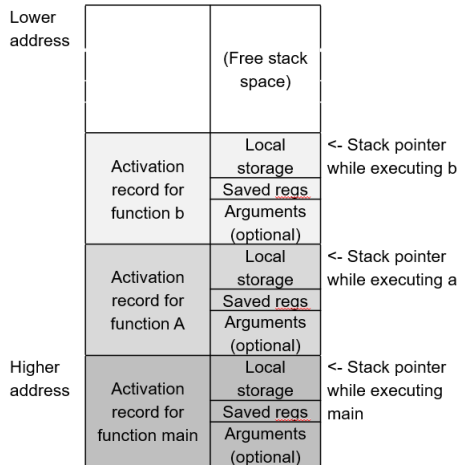 Lower
address
(Free stack
space)
Activation
record for
function b
Local
storage
Saved regs
Arguments
(optional)
<- Stack pointer
while executing b
Activation
record for
function A
Local
storage
Saved regs
Arguments
(optional)
<- Stack pointer
while executing a
Higher
address
Activation
record for
function main
Local
storage
Saved regs
Arguments
(optional)
<- Stack pointer
while executing
main